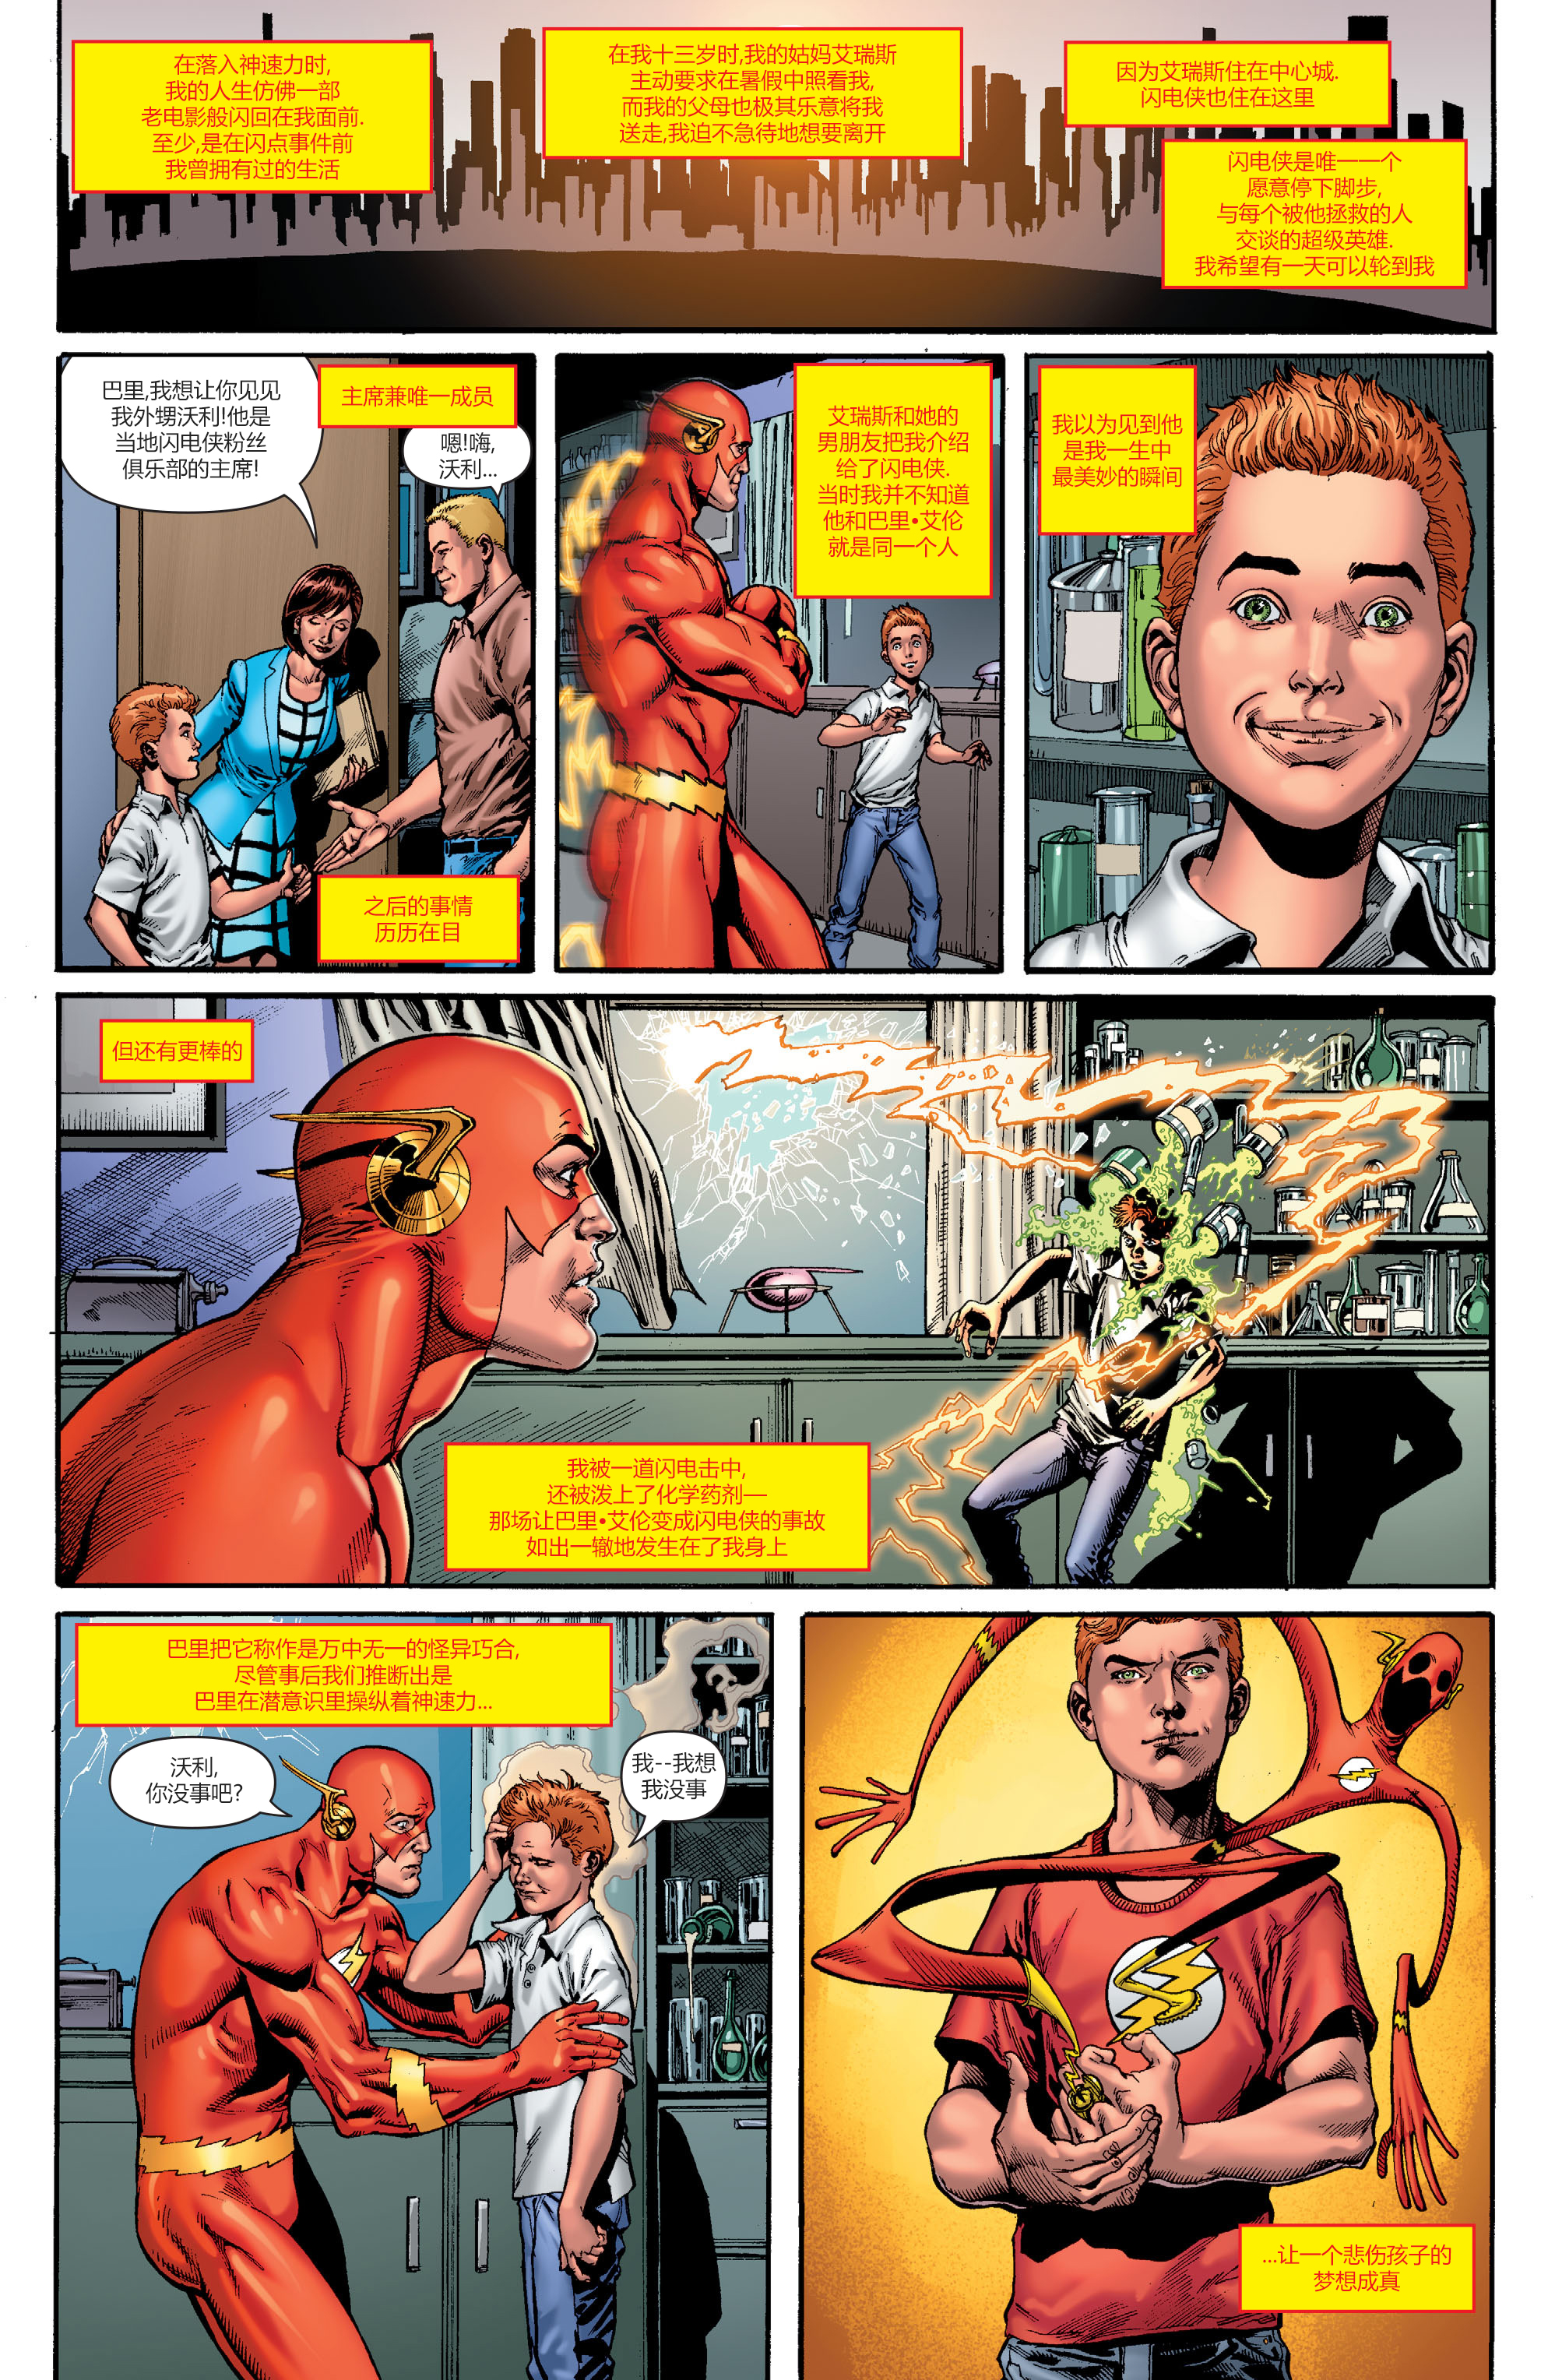 在落入神速力时,
我的人生仿佛一部
老电影般闪回在我面前.
至少,是在闪点事件前
我曾拥有过的生活
在我十三岁时,我的姑妈艾瑞斯
主动要求在暑假中照看我,
而我的父母也极其乐意将我
送走,我迫不急待地想要离开
因为艾瑞斯住在中心城.
闪电侠也住在这里
闪电侠是唯一一个
愿意停下脚步,
与每个被他拯救的人
交谈的超级英雄.
我希望有一天可以轮到我
巴里,我想让你见见
我外甥沃利!他是
当地闪电侠粉丝
俱乐部的主席!
主席兼唯一成员
嗯!嗨,
沃利...
之后的事情
历历在目
艾瑞斯和她的
男朋友把我介绍
给了闪电侠.
当时我并不知道
他和巴里•艾伦
就是同一个人
我以为见到他
是我一生中
最美妙的瞬间
但还有更棒的
我被一道闪电击中,
还被泼上了化学药剂—
那场让巴里•艾伦变成闪电侠的事故
如出一辙地发生在了我身上
巴里把它称作是万中无一的怪异巧合,
尽管事后我们推断出是
巴里在潜意识里操纵着神速力...
沃利,
你没事吧?
我--我想
我没事
...让一个悲伤孩子的
梦想成真